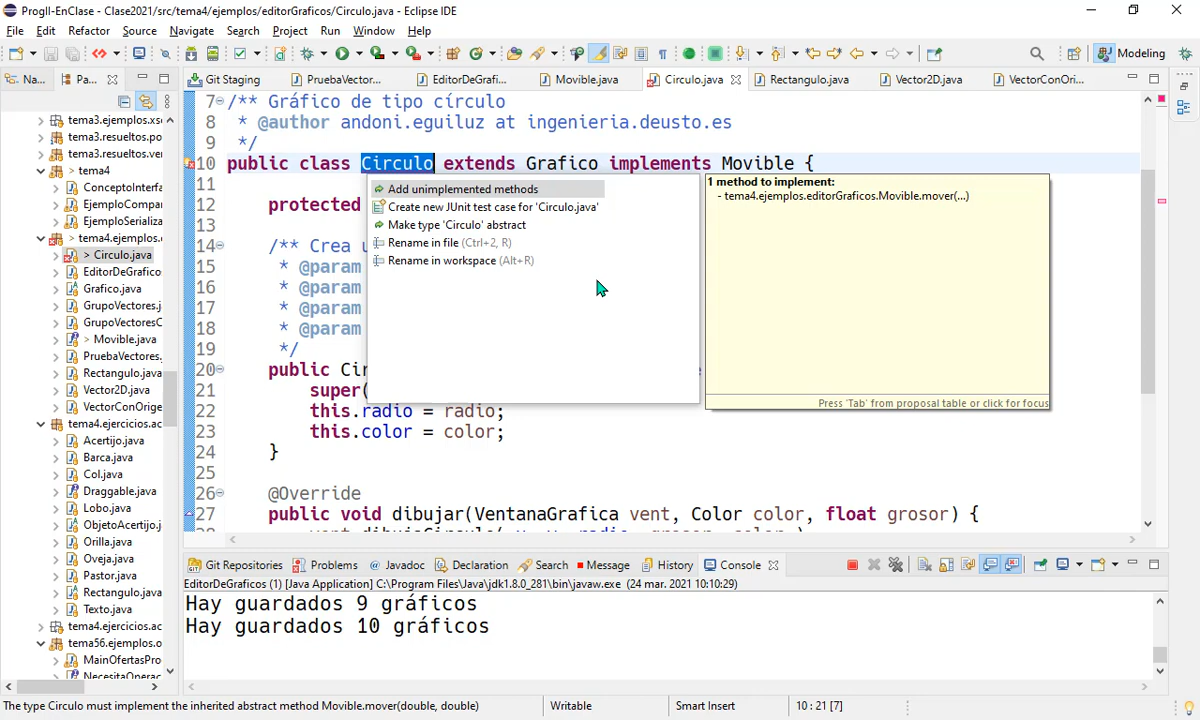 ProgII-EnClase - Clase2021/src/tema4/ejemplos/editorGraficos/Circulo.java - Eclipse IDE
File Edit Refactor Source Navigate Search Project Run Window Help
Modeling
Na... Pa...
Git Staging PruebaVector... EditorDeGrafi... Movible.java Circulo.java Rectangulo.java Vector2D.java VectorConOri...
tema3.ejemplos.xs
tema3.resueltos.po
tema3.resueltos.ver
> tema4
ConceptoInterfa
EjemploCompar
EjemploSerializa
> tema4.ejemplos.
> Circulo.java
EditorDeGrafico
Grafico.java
GrupoVectores.j
GrupoVectoresC
> Movible.java
PruebaVectores.
Rectangulo.java
Vector2D.java
VectorConOrige
tema4.ejercicios.ac
Acertijo.java
Barca.java
Col.java
Draggable.java
Lobo.java
ObjetoAcertijo.j
Orilla.java
Oveja.java
Pastor.java
Rectangulo.java
Texto.java
tema4.ejercicios.ac
tema56.ejemplos.o
MainOfertasPro
NecesitaOperac
7 /** Gráfico de tipo círculo
8 * @author andoni.eguiluz at ingenieria.deusto.es
9 */
10 public class Circulo extends Grafico implements Movible {
11
12 protected
13
14 /** Crea u
15 * @param
16 * @param
17 * @param
18 * @param
19 */
20 public Cir
21 super(
22 this.radio = radio;
23 this.color = color;
24 }
25
26 @Override
27 public void dibujar(VentanaGrafica vent, Color color, float grosor) {
Add unimplemented methods
Create new JUnit test case for 'Circulo.java'
Make type 'Circulo' abstract
Rename in file (Ctrl+2, R)
Rename in workspace (Alt+R)
1 method to implement:
- tema4.ejemplos.editorGraficos.Movible.mover(...)
Press 'Tab' from proposal table or click for focus
Git Repositories Problems Javadoc Declaration Search Message History Console
EditorDeGraficos (1) [Java Application] C:\Program Files\Java\jdk1.8.0_281\bin\javaw.exe (24 mar. 2021 10:10:29)
Hay guardados 9 gráficos
Hay guardados 10 gráficos
The type Circulo must implement the inherited abstract method Movible.mover(double, double) Writable Smart Insert 10 : 21 [7]